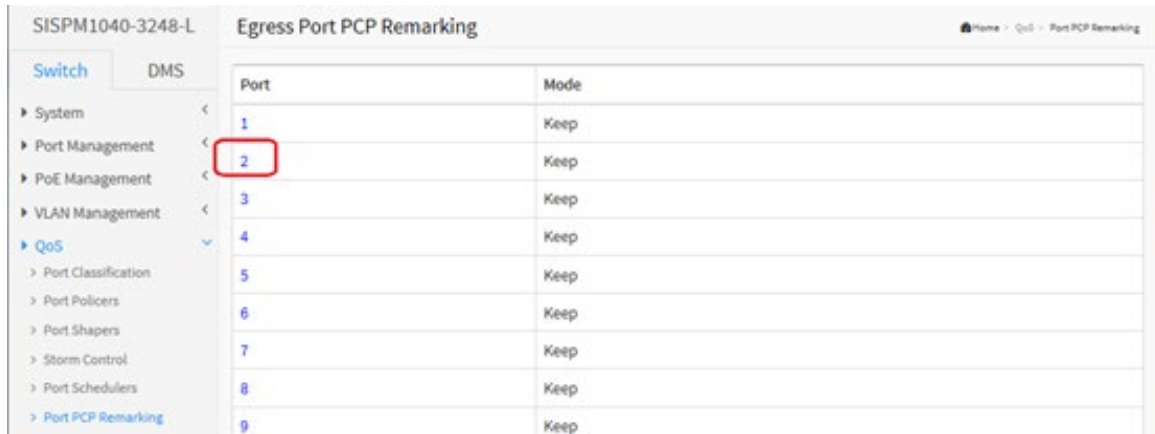 SISPM1040-3248-L
Egress Port PCP Remarking
Home > QoS > Port PCP Remarking
Switch DMS
System
Port Management
PoE Management
VLAN Management
QoS
> Port Classification
> Port Policers
> Port Shapers
> Storm Control
> Port Schedulers
> Port PCP Remarking
Port Mode
1 Keep
2 Keep
3 Keep
4 Keep
5 Keep
6 Keep
7 Keep
8 Keep
9 Keep